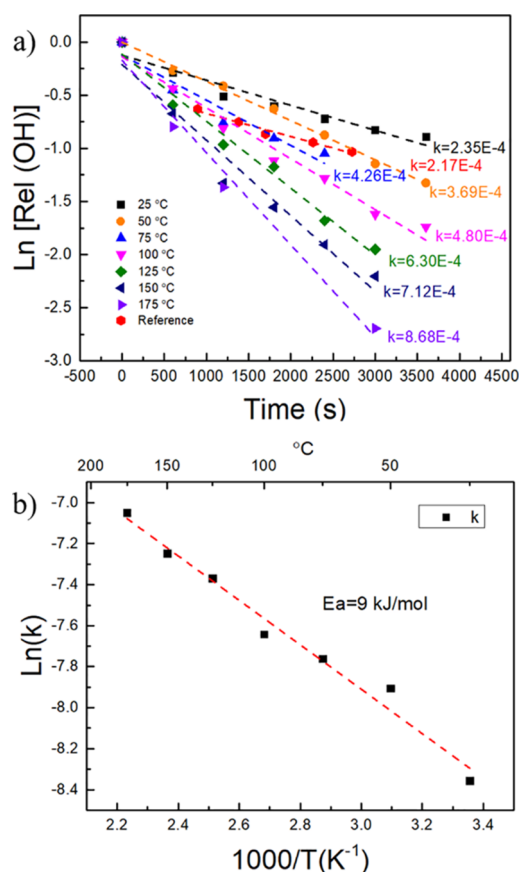 a)
0.0
-0.5
-1.0
-1.5
-2.0
-2.5
-3.0
Ln [Rel (OH)]
k=2.35E-4
k=2.17E-4
k=4.26E-4
k=3.69E-4
k=4.80E-4
k=6.30E-4
k=7.12E-4
k=8.68E-4
25 °C
50 °C
75 °C
100 °C
125 °C
150 °C
175 °C
Reference
-500 0 500 1000 1500 2000 2500 3000 3500 4000 4500
Time (s)
°C
200 150 100 50
b)
-7.0
-7.2
-7.4
-7.6
-7.8
-8.0
-8.2
-8.4
Ln(k)
k
Ea=9 kJ/mol
2.2 2.4 2.6 2.8 3.0 3.2 3.4
1000/T(K-1)